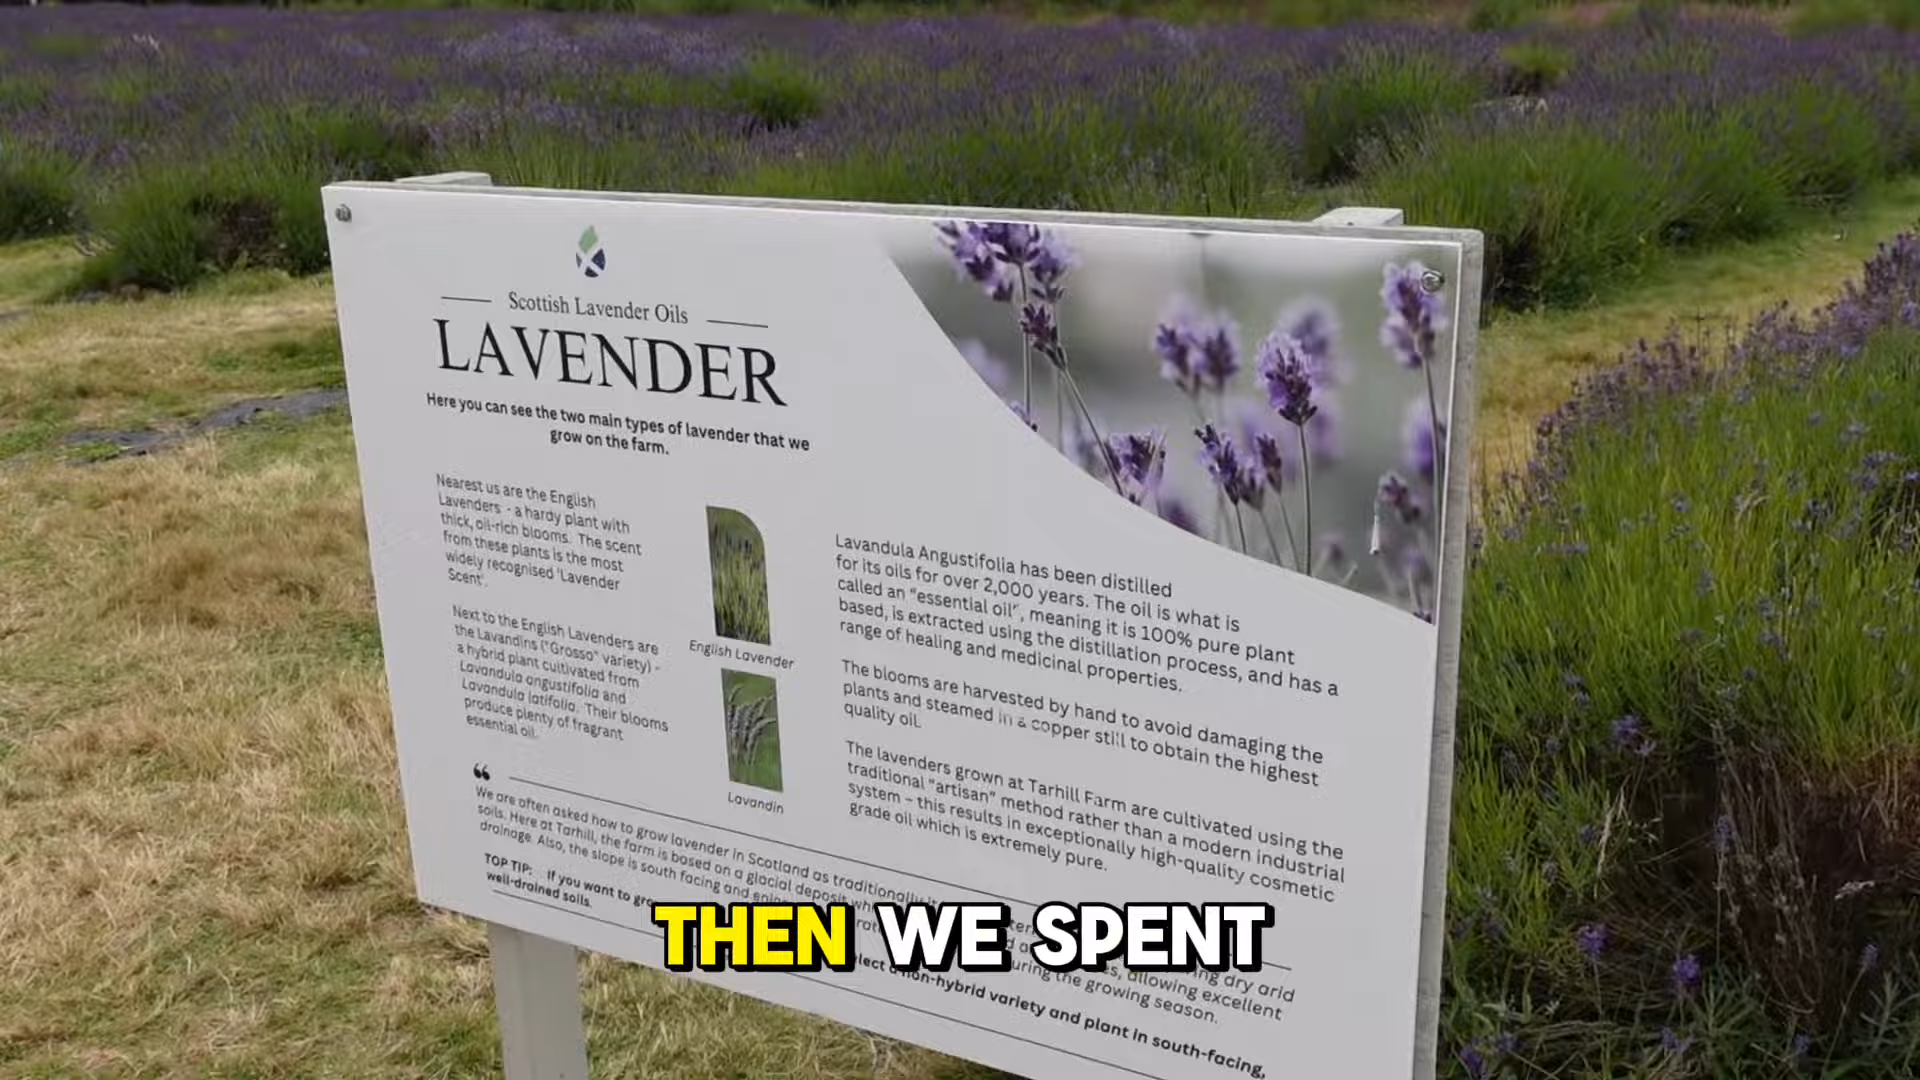 Scottish Lavender Oils
LAVENDER
Here you can see the two main types of lavender that we
grow on the farm.
Nearest us are the English
Lavenders - a hardy plant with
thick, oil-rich blooms. The scent
from these plants is the most
widely recognised 'Lavender
Scent'.
Next to the English Lavenders are
the Lavandins ("Grosso" variety) -
a hybrid plant cultivated from
Lavandula angustifolia and
Lavandula latifolia. Their blooms
produce plenty of fragrant
essential oil.
English Lavender
Lavandin
Lavandula Angustifolia has been distilled
for its oils for over 2,000 years. The oil is what is
called an "essential oil", meaning it is 100% pure plant
based, is extracted using the distillation process, and has a
range of healing and medicinal properties.
The blooms are harvested by hand to avoid damaging the
plants and steamed in a copper still to obtain the highest
quality oil.
The lavenders grown at Tarhill Farm are cultivated using the
traditional "artisan" method rather than a modern industrial
system - this results in exceptionally high-quality cosmetic
grade oil which is extremely pure.
“
We are often asked how to grow lavender in Scotland as traditionally it
soils. Here at Tarhill, the farm is based on a glacial deposit dry arid
drainage. Also, the slope is south facing and allowing excellent
during the growing season.
TOP TIP: If you want to non-hybrid variety and plant in south-facing,
well-drained soils.
THEN WE SPENT